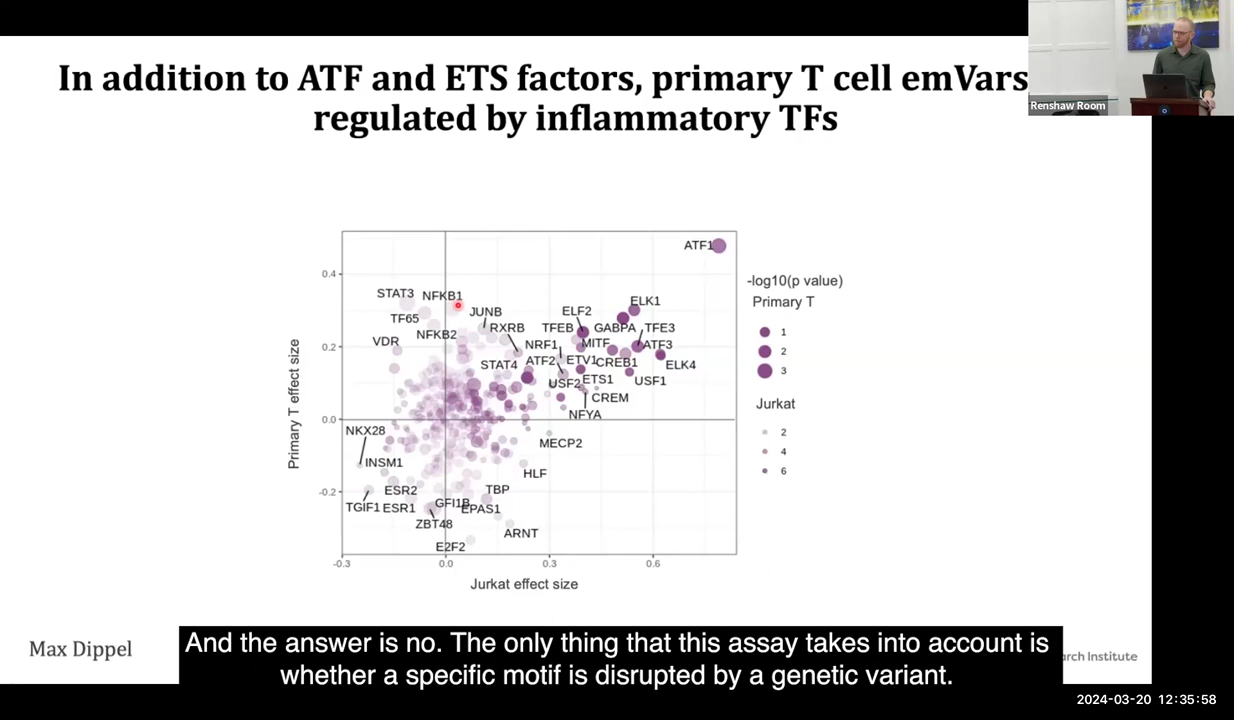 In addition to ATF and ETS factors, primary T cell emVars
regulated by inflammatory TFs
Renshaw Room
ATF1
STAT3
NFKB1
ELK1
TF65
JUNB
ELF2
NFKB2
RXRB
TFEB
GABPA
TFE3
VDR
NRF1
MITF
ATF3
STAT4
ATF2
ETV1
CREB1
ELK4
USF2
ETS1
USF1
CREM
NFYA
NKX28
MECP2
INSM1
HLF
ESR2
TBP
TGIF1
ESR1
GFI1B
EPAS1
ZBT48
ARNT
E2F2
0.4
0.2
0.0
-0.2
-0.3
0.0
0.3
0.6
Primary T effect size
Jurkat effect size
-log10(p value)
Primary T
1
2
3
Jurkat
2
4
6
Max Dippel
And the answer is no. The only thing that this assay takes into account is
whether a specific motif is disrupted by a genetic variant.
Institute
2024-03-20 12:35:58